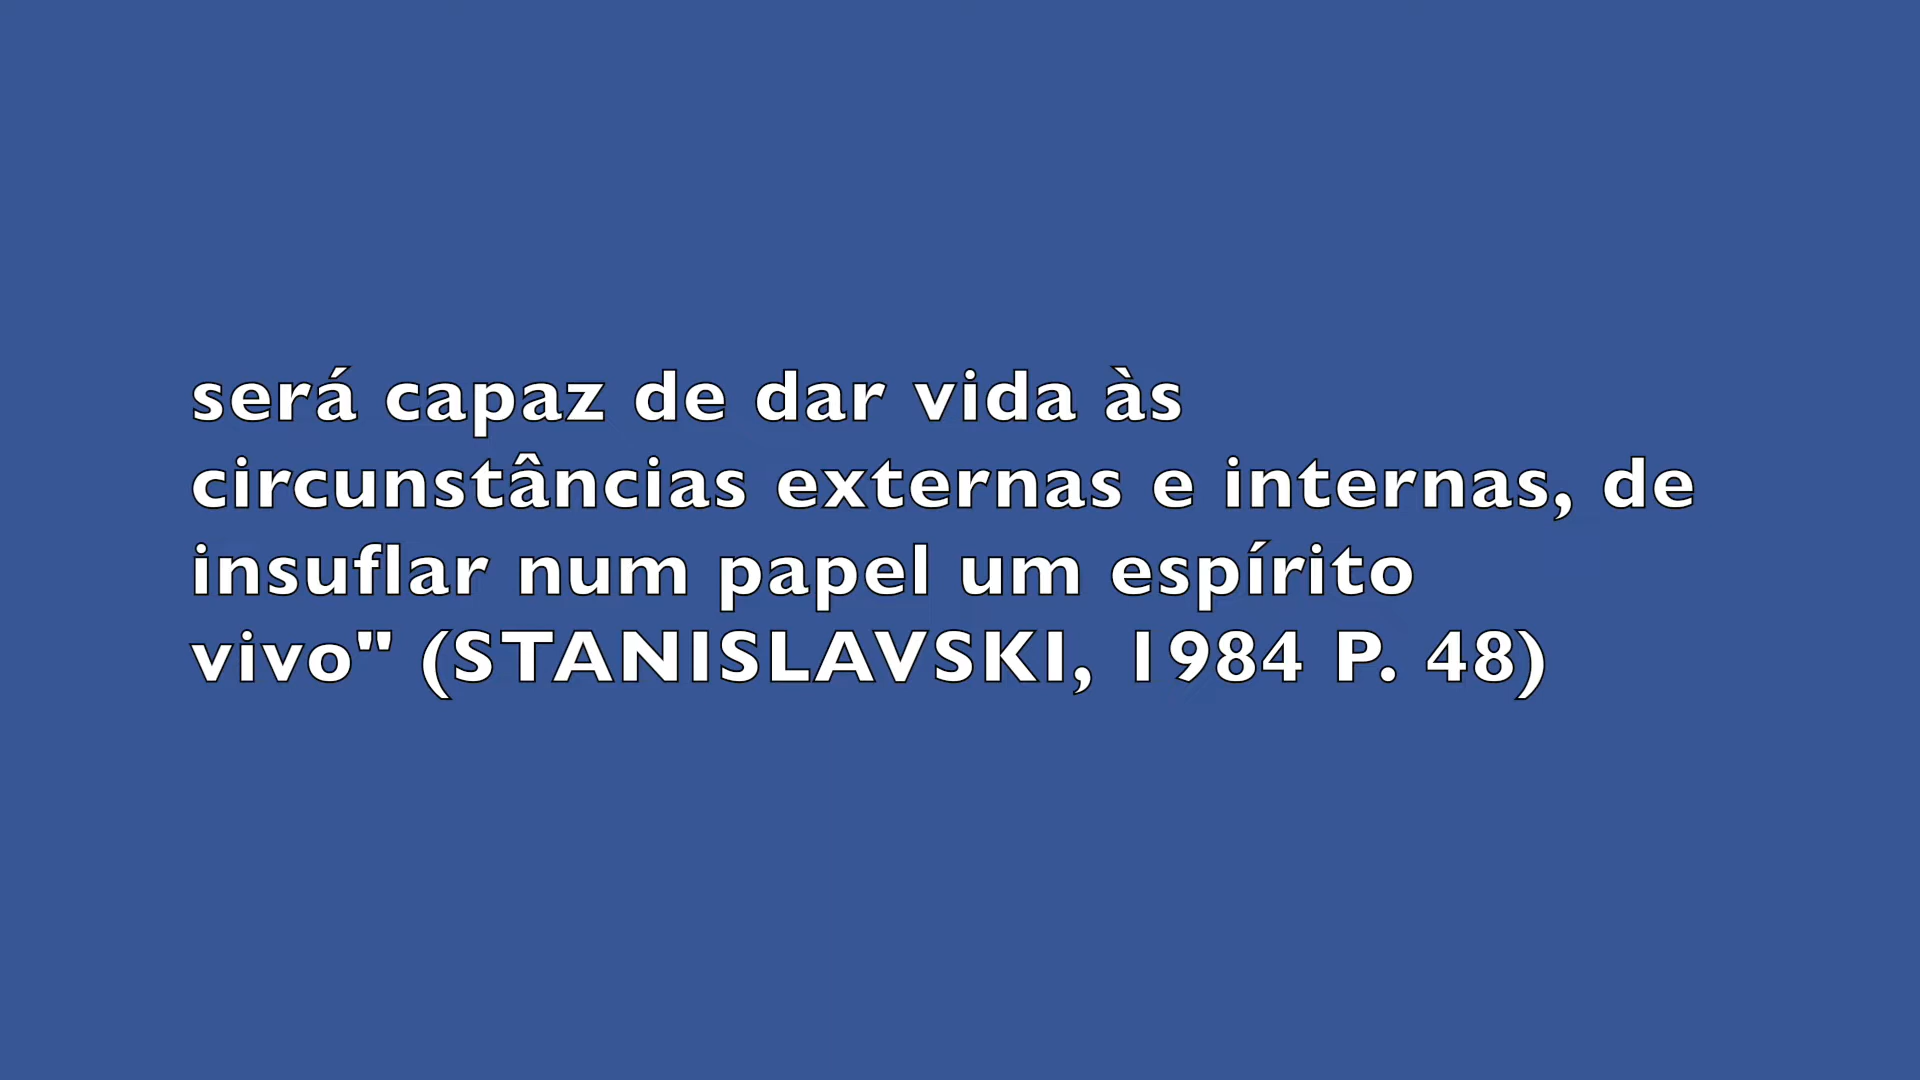 será capaz de dar vida às
circunstâncias externas e internas, de
insuflar num papel um espírito
vivo" (STANISLAVSKI, 1984 P. 48)